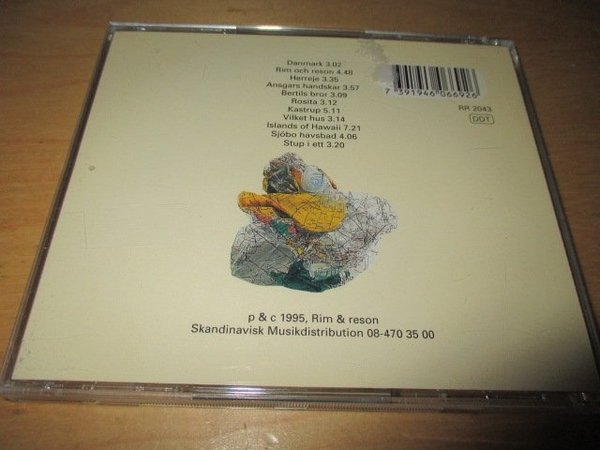 Danmark 3.02
Rim och reson 4.48
Herreje 3.35
Ansgars handskar 3.57
Bertils bror 3.09
Rosita 3.12
Kastrup 5.11
Vilket hus 3.14
Islands of Hawaii 7.21
Sjöbo havsbad 4.06
Stup i ett 3.20
7 391946 066926
RR 2043
DDT
p & c 1995, Rim & reson
Skandinavisk Musikdistribution 08-470 35 00